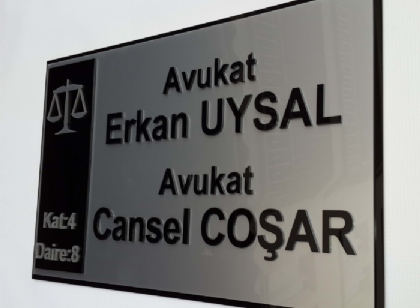 Avukat
Erkan UYSAL
Avukat
Cansel COŞAR
Kat:4
Daire:8